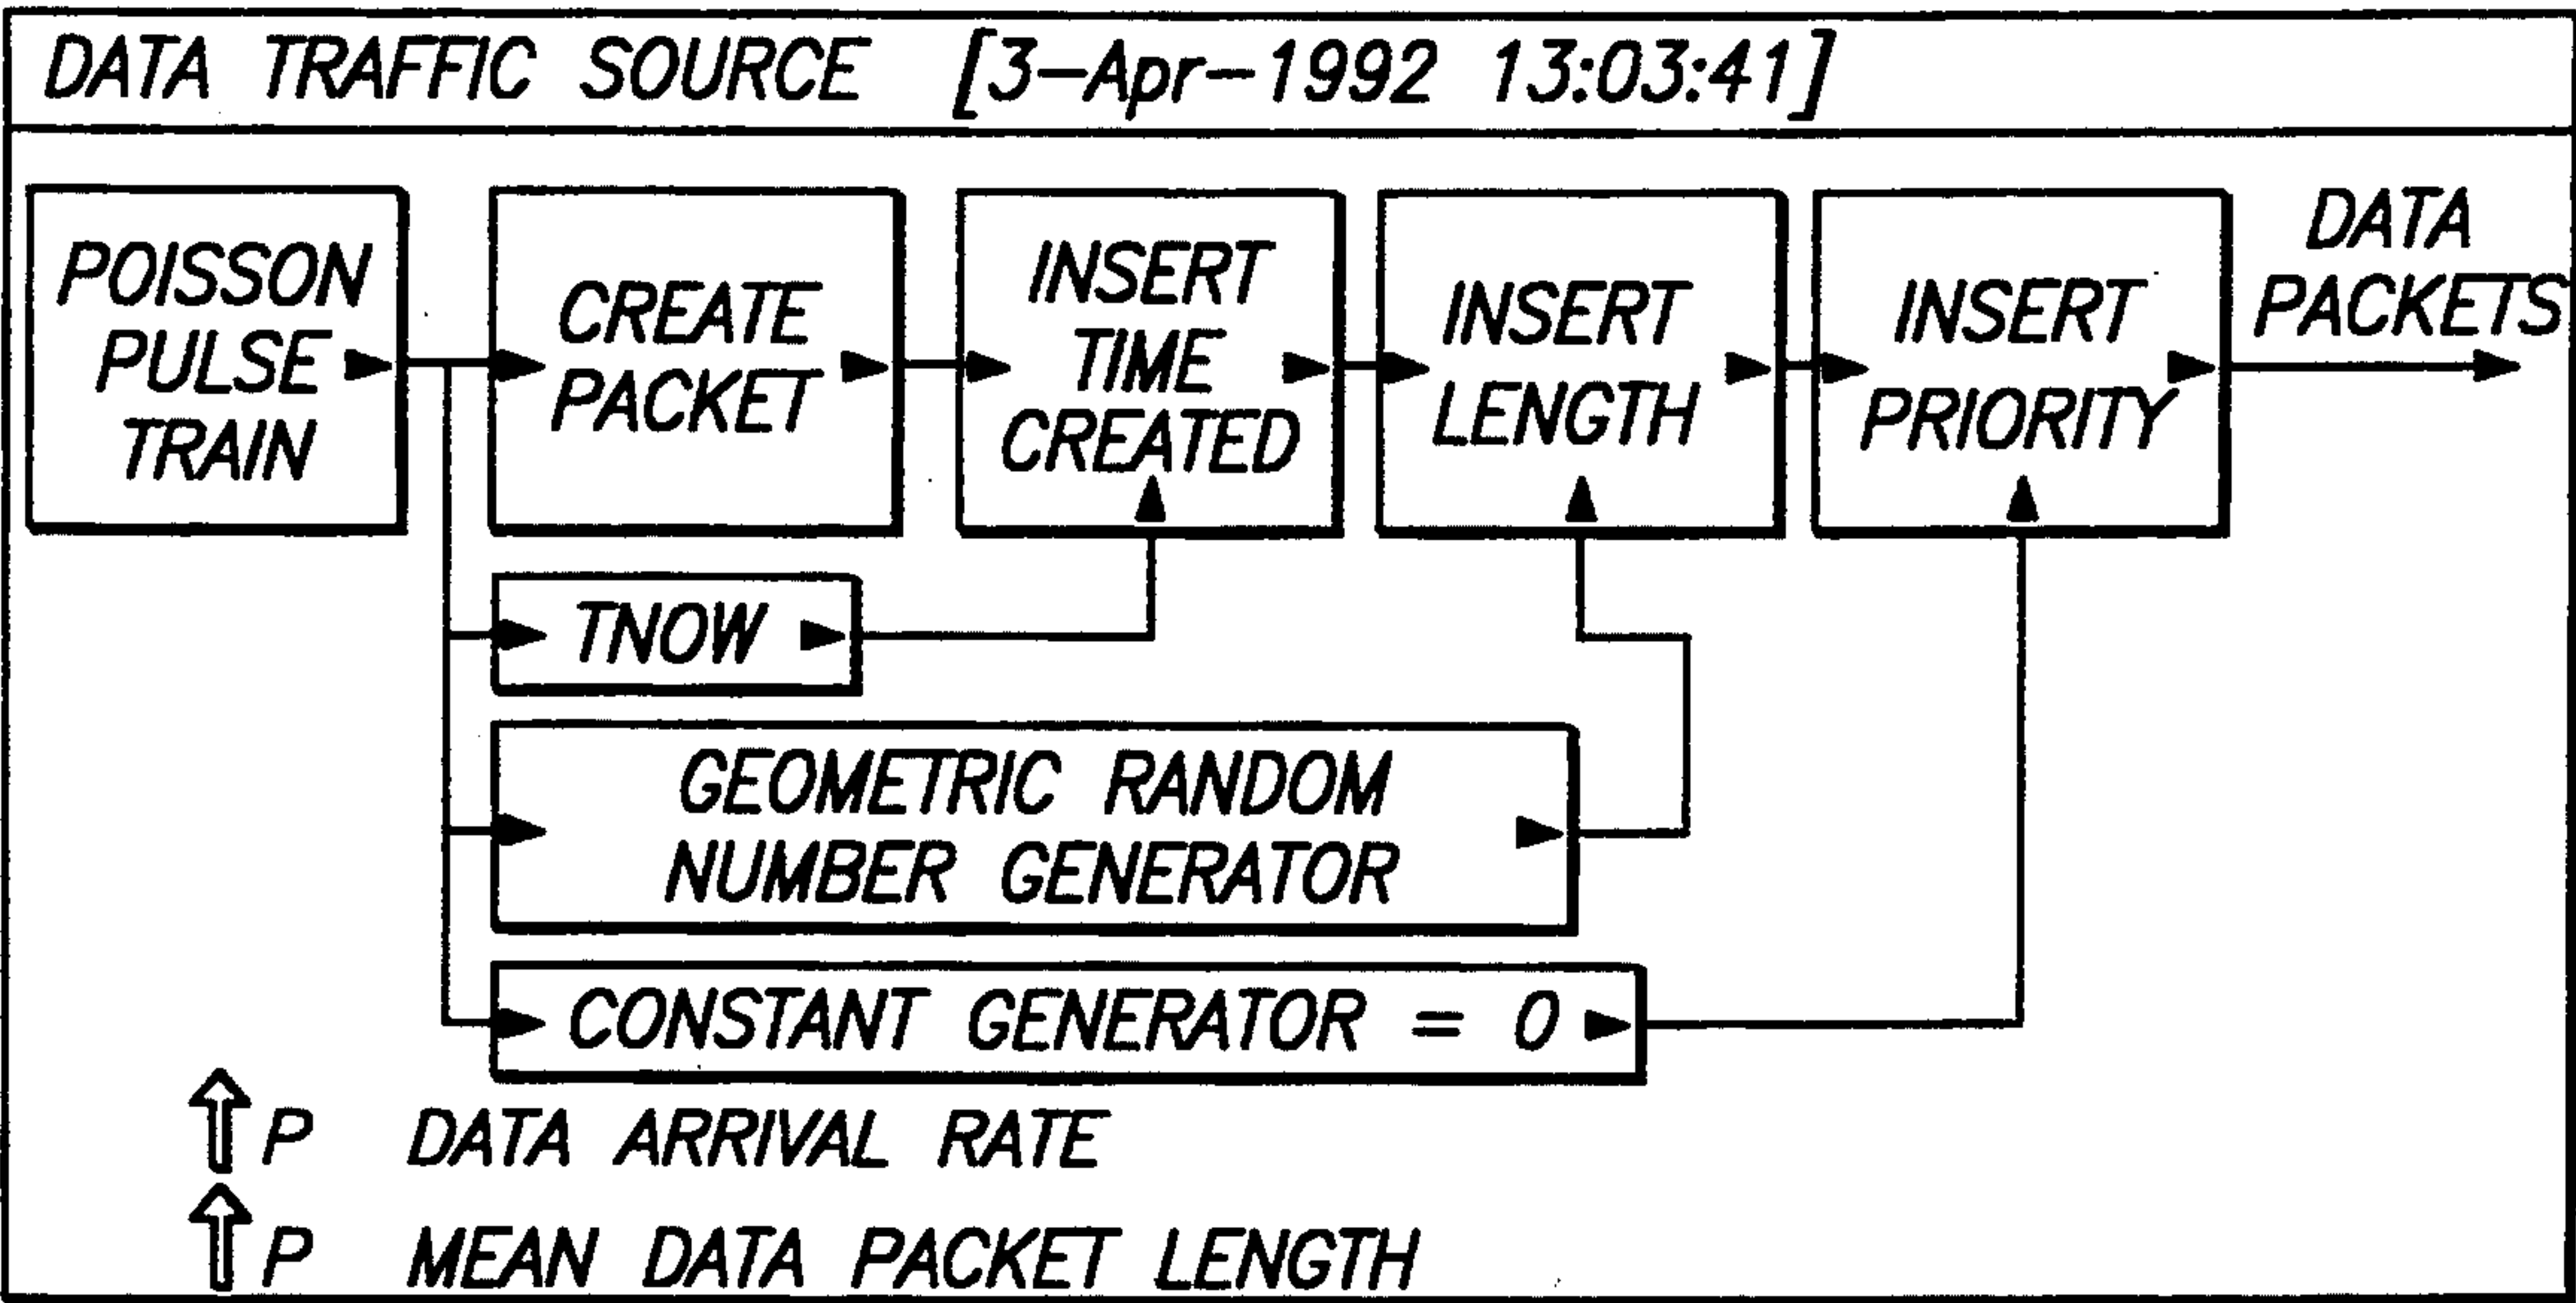 DATA TRAFFIC SOURCE [3-Apr-1992 13:03:41]
POISSON
PULSE
TRAIN
CREATE
PACKET
INSERT
TIME
CREATED
INSERT
LENGTH
INSERT
PRIORITY
DATA
PACKETS
TNOW
GEOMETRIC RANDOM
NUMBER GENERATOR
CONSTANT GENERATOR = 0
⇧P DATA ARRIVAL RATE
⇧P MEAN DATA PACKET LENGTH